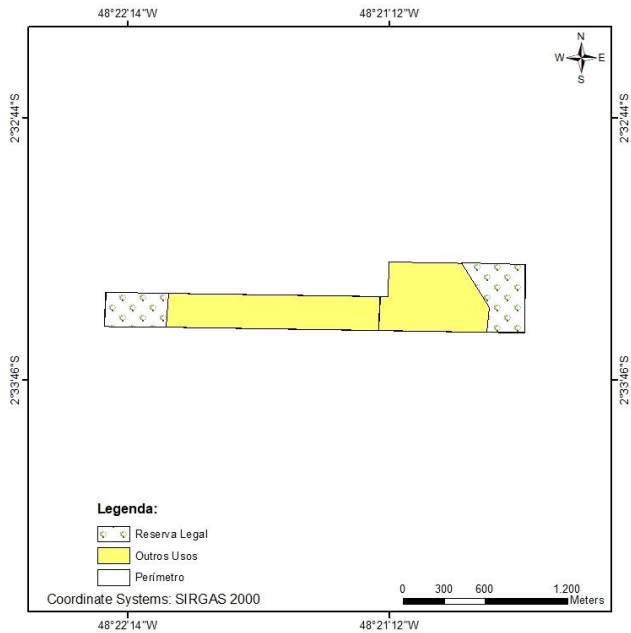 48°22'14"W 48°21'12"W
N
W E
S
2°32'44"S 2°32'44"S
2°33'46"S 2°33'46"S
Legenda:
Reserva Legal
Outros Usos
Perímetro
Coordinate Systems: SIRGAS 2000
0 300 600 1.200
Meters
48°22'14"W 48°21'12"W